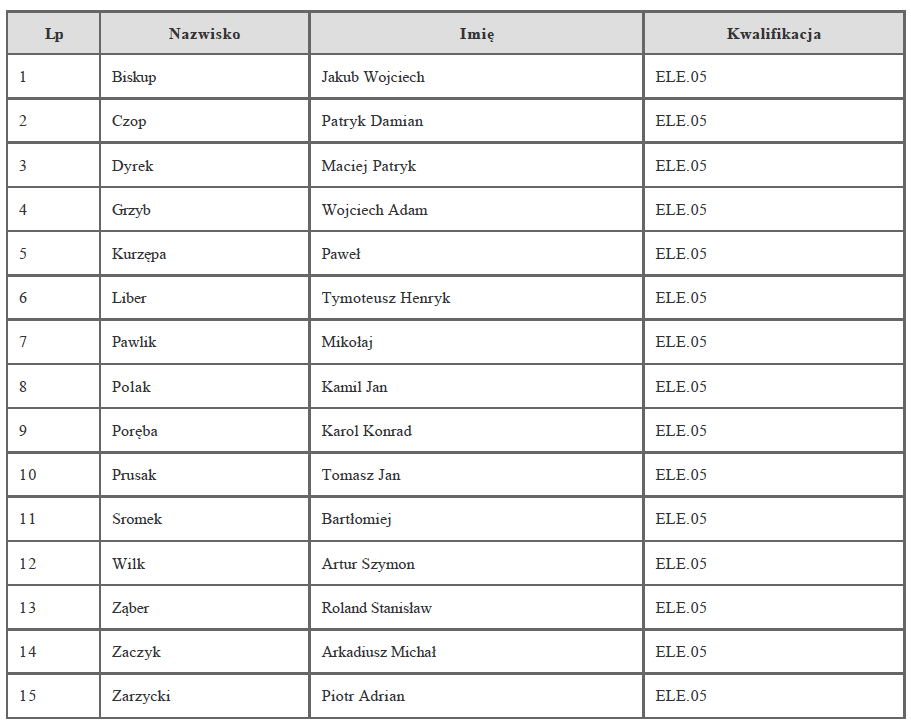 Lp Nazwisko Imię Kwalifikacja
1 Biskup Jakub Wojciech ELE.05
2 Czop Patryk Damian ELE.05
3 Dyrek Maciej Patryk ELE.05
4 Grzyb Wojciech Adam ELE.05
5 Kurzępa Paweł ELE.05
6 Liber Tymoteusz Henryk ELE.05
7 Pawlik Mikołaj ELE.05
8 Polak Kamil Jan ELE.05
9 Poręba Karol Konrad ELE.05
10 Prusak Tomasz Jan ELE.05
11 Sromek Bartłomiej ELE.05
12 Wilk Artur Szymon ELE.05
13 Ząber Roland Stanisław ELE.05
14 Zaczyk Arkadiusz Michał ELE.05
15 Zarzycki Piotr Adrian ELE.05